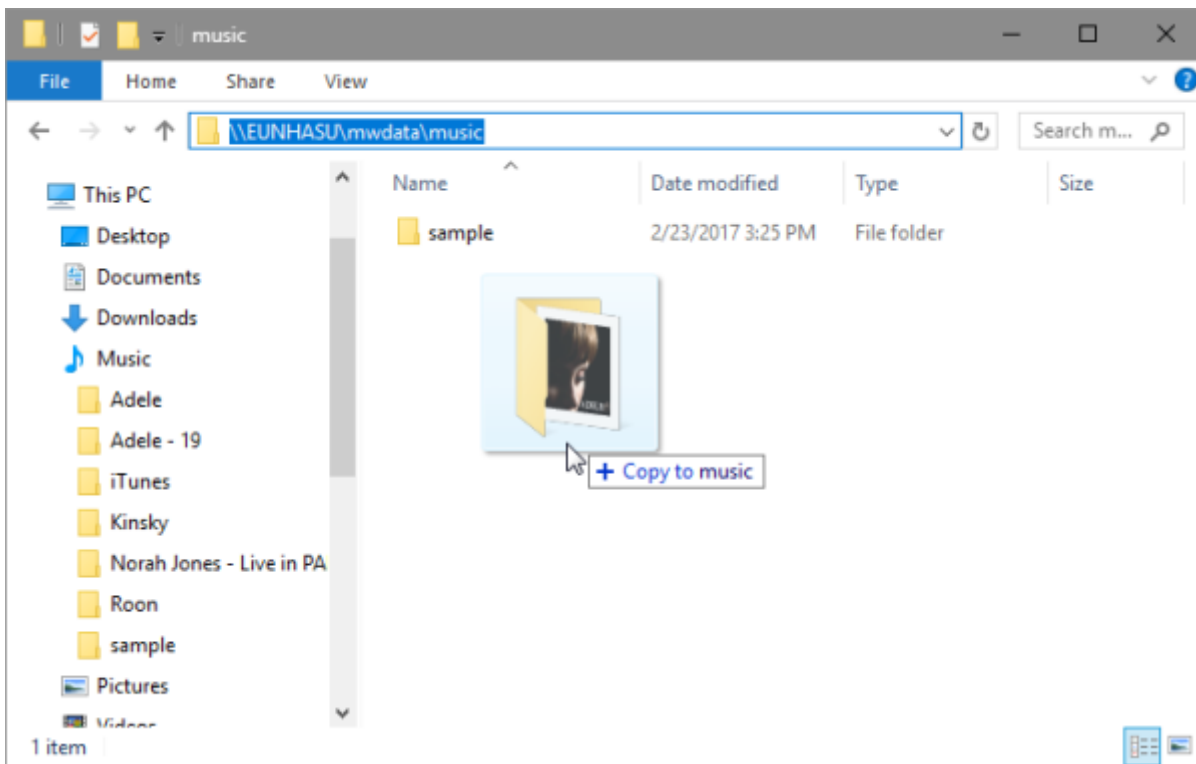 music
File Home Share View
\\EUNHASU\mwdata\music Search m...
Name Date modified Type Size
This PC
sample 2/23/2017 3:25 PM File folder
Desktop
Documents
Downloads
Music
Adele
ADELE
Adele - 19
iTunes
+ Copy to music
Kinsky
Norah Jones - Live in PA
Roon
sample
Pictures
Videos
1 item